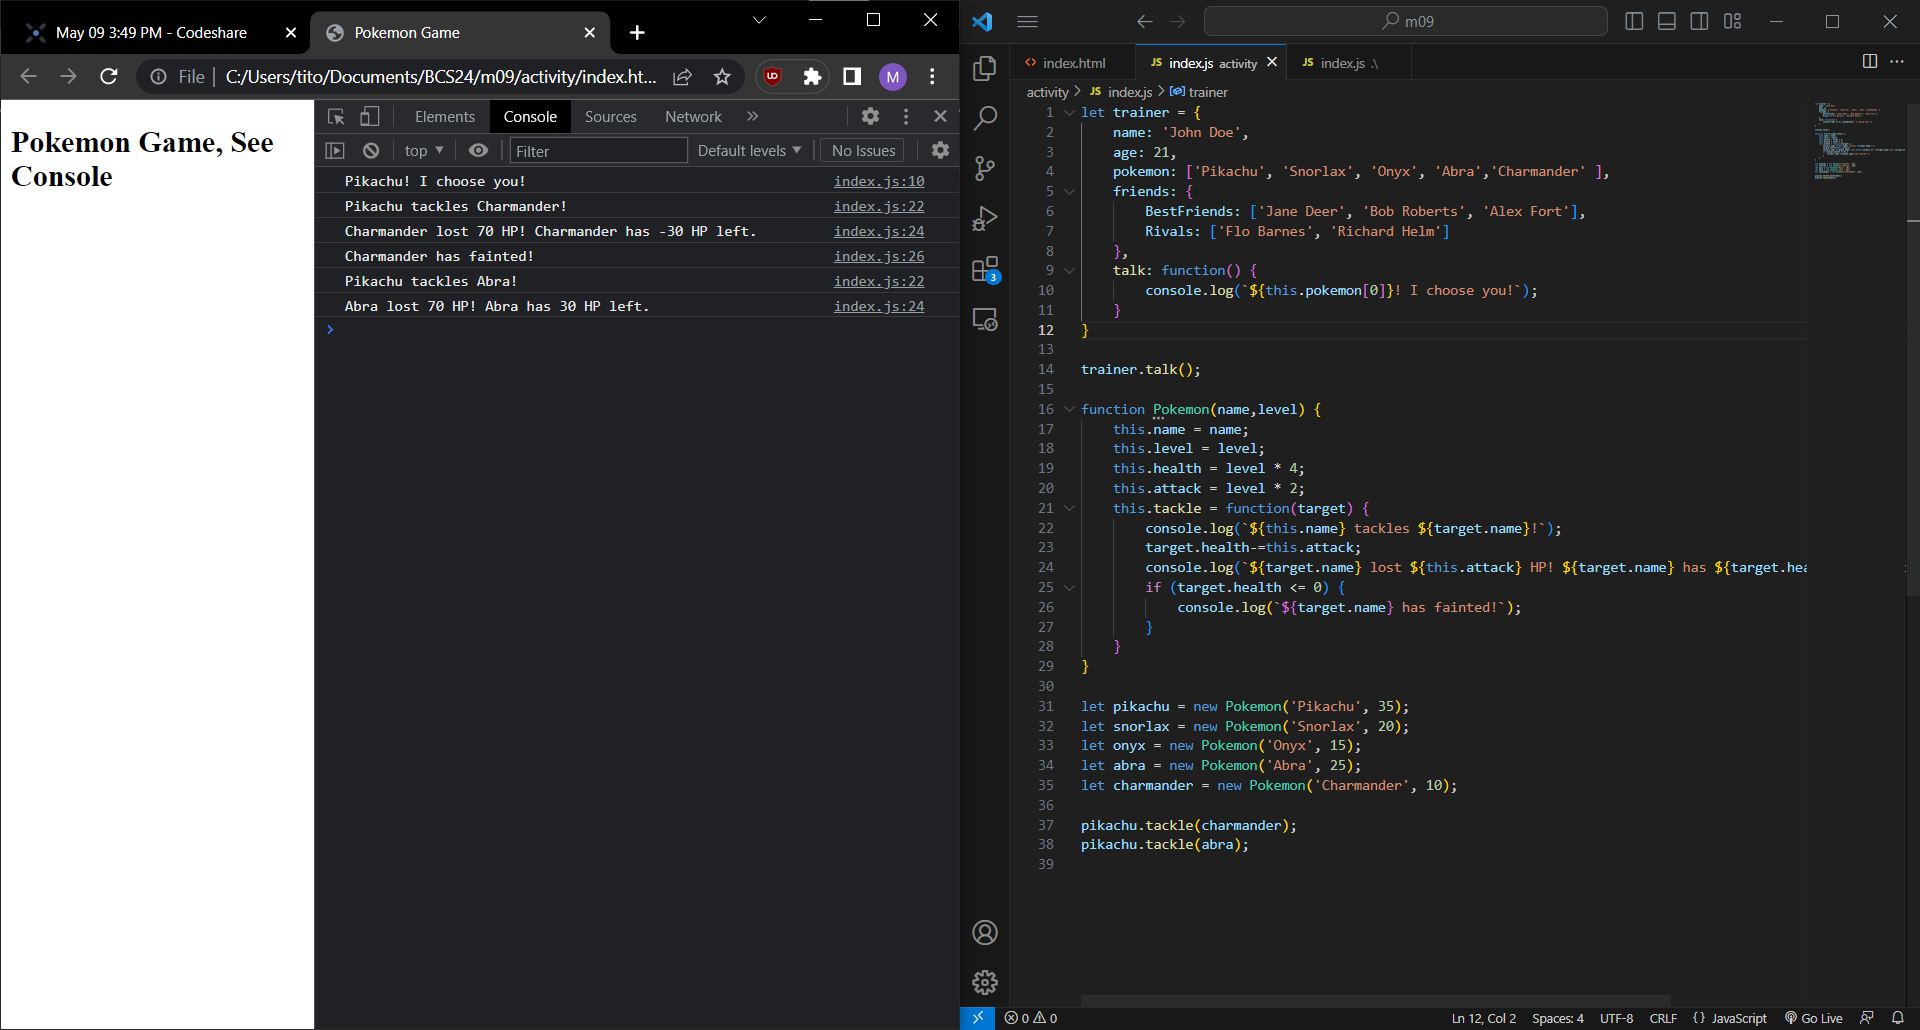 May 09 3:49 PM - Codeshare
Pokemon Game
File
C:/Users/tito/Documents/BCS24/m09/activity/index.ht...
M
Pokemon Game, See
Console
Elements
Console
Sources
Network
top
Filter
Default levels
No Issues
Pikachu! I choose you! index.js:10
Pikachu tackles Charmander! index.js:22
Charmander lost 70 HP! Charmander has -30 HP left. index.js:24
Charmander has fainted! index.js:26
Pikachu tackles Abra! index.js:22
Abra lost 70 HP! Abra has 30 HP left. index.js:24
m09
index.html
JS index.js activity
JS index.js .\
activity > JS index.js > trainer
3
1 let trainer = {
2 name: 'John Doe',
3 age: 21,
4 pokemon: ['Pikachu', 'Snorlax', 'Onyx', 'Abra','Charmander' ],
5 friends: {
6 BestFriends: ['Jane Deer', 'Bob Roberts', 'Alex Fort'],
7 Rivals: ['Flo Barnes', 'Richard Helm']
8 },
9 talk: function() {
10 console.log(`${this.pokemon[0]}! I choose you!`);
11 }
12 }
13
14 trainer.talk();
15
16 function Pokemon(name,level) {
17 this.name = name;
18 this.level = level;
19 this.health = level * 4;
20 this.attack = level * 2;
21 this.tackle = function(target) {
22 console.log(`${this.name} tackles ${target.name}!`);
23 target.health-=this.attack;
24 console.log(`${target.name} lost ${this.attack} HP! ${target.name} has ${target.hea
25 if (target.health <= 0) {
26 console.log(`${target.name} has fainted!`);
27 }
28 }
29 }
30
31 let pikachu = new Pokemon('Pikachu', 35);
32 let snorlax = new Pokemon('Snorlax', 20);
33 let onyx = new Pokemon('Onyx', 15);
34 let abra = new Pokemon('Abra', 25);
35 let charmander = new Pokemon('Charmander', 10);
36
37 pikachu.tackle(charmander);
38 pikachu.tackle(abra);
39
0 0
Ln 12, Col 2
Spaces: 4
UTF-8
CRLF
{} JavaScript
Go Live